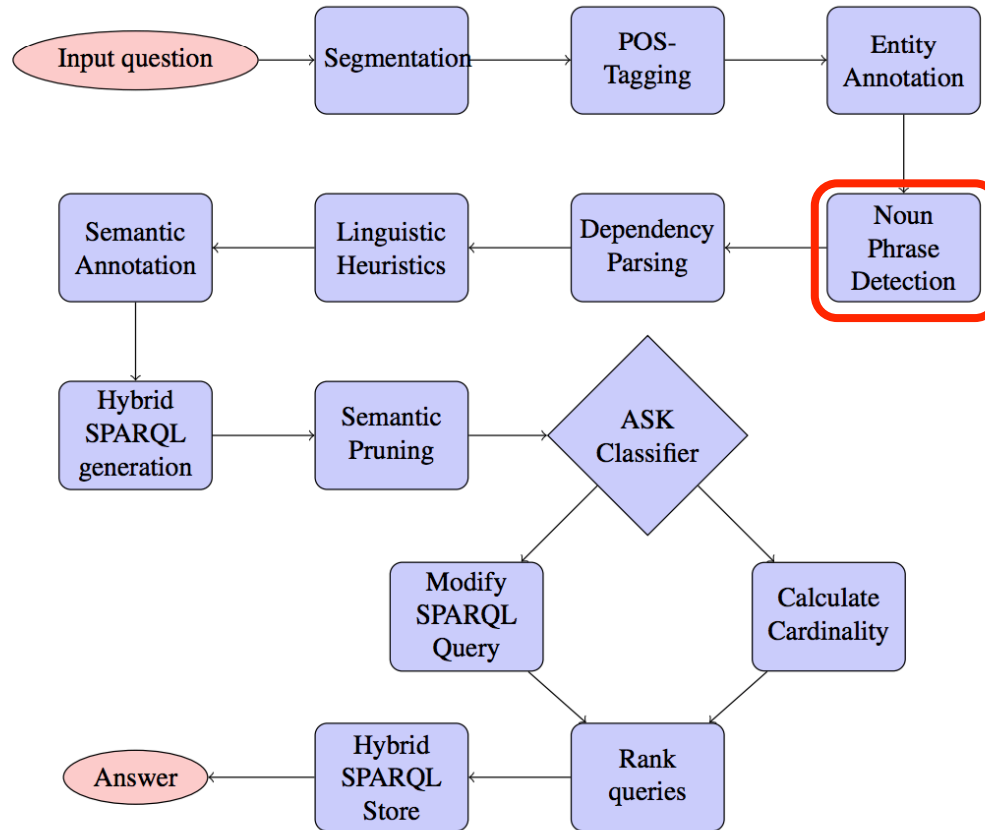 Input question
Segmentation
POS-
Tagging
Entity
Annotation
Noun
Phrase
Detection
Dependency
Parsing
Linguistic
Heuristics
Semantic
Annotation
Hybrid
SPARQL
generation
Semantic
Pruning
ASK
Classifier
Modify
SPARQL
Query
Calculate
Cardinality
Rank
queries
Hybrid
SPARQL
Store
Answer